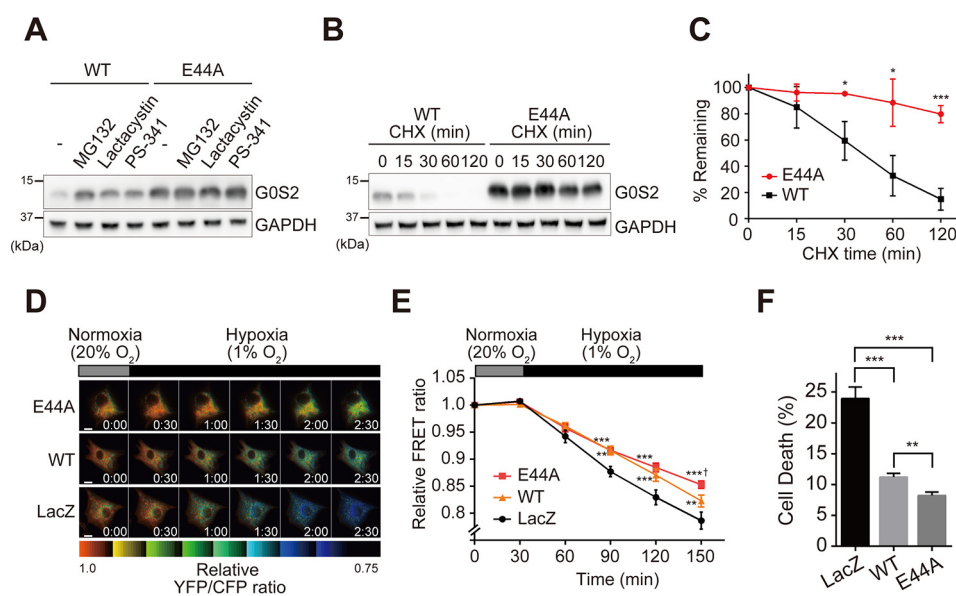 A
WT
E44A
-
MG132
Lactacystin
PS-341
-
MG132
Lactacystin
PS-341
15
G0S2
37
GAPDH
(kDa)
B
WT
CHX (min)
E44A
CHX (min)
0 15 30 60 120 0 15 30 60 120
15
G0S2
37
GAPDH
(kDa)
C
% Remaining
100
80
60
40
20
0
* * ***
E44A
WT
0 15 30 60 120
CHX time (min)
D
Normoxia
(20% O2)
Hypoxia
(1% O2)
E44A
0:00 0:30 1:00 1:30 2:00 2:30
WT
0:00 0:30 1:00 1:30 2:00 2:30
LacZ
0:00 0:30 1:00 1:30 2:00 2:30
1.0 0.75
Relative
YFP/CFP ratio
E
Normoxia
(20% O2)
Hypoxia
(1% O2)
Relative FRET ratio
1.05
1.0
0.95
0.90
0.85
0.8
***
**
***
***
***†
**
E44A
WT
LacZ
0 30 60 90 120 150
Time (min)
F
Cell Death (%)
25
20
15
10
5
0
***
***
**
LacZ
WT
E44A